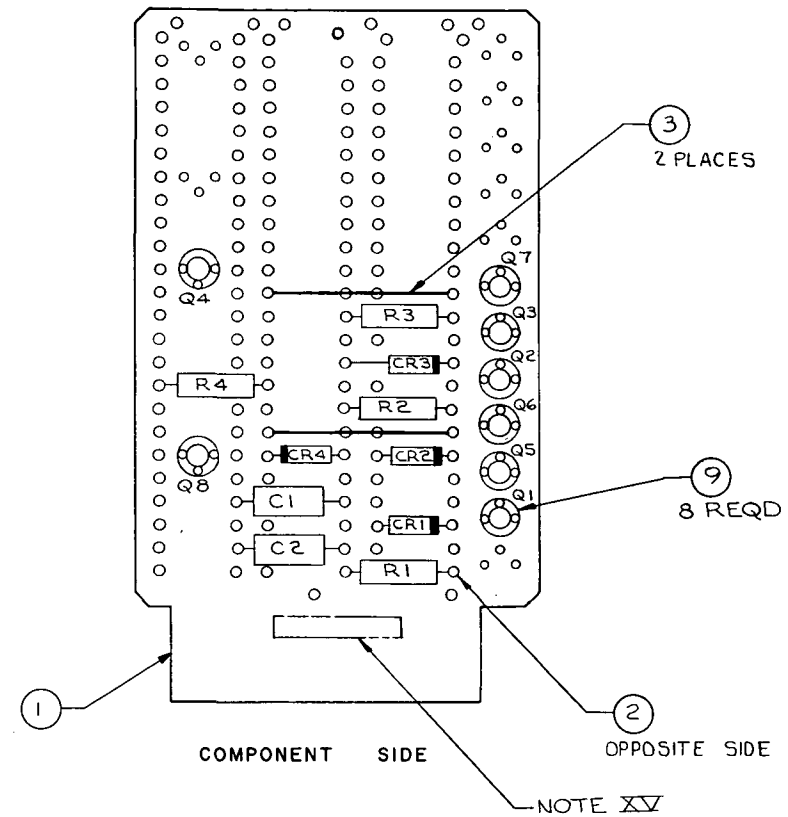 3
2 PLACES
Q7
Q4
Q3
R3
CR3
Q2
R4
R2
Q6
CR4
CR2
Q5
Q8
9
8 REQD
C1
Q1
CR1
C2
R1
1
2
OPPOSITE SIDE
COMPONENT SIDE
NOTE XV